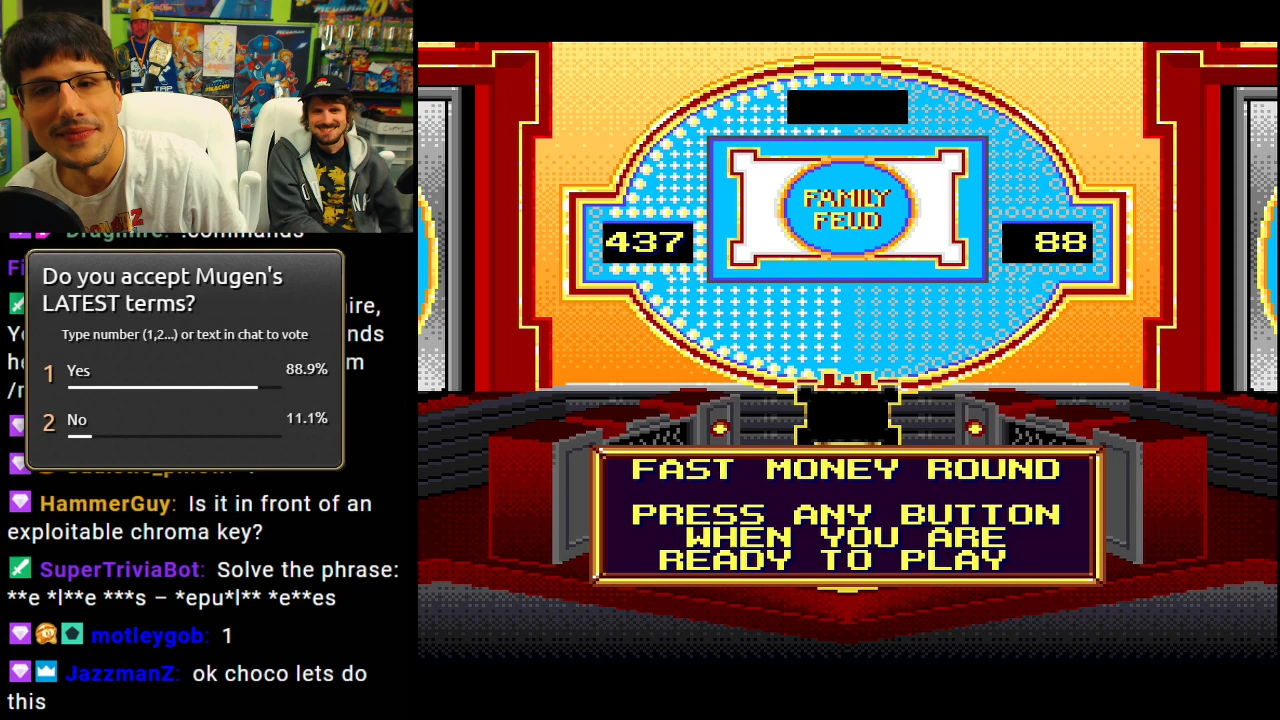 Do you accept Mugen's
LATEST terms?
Type number (1,2...) or text in chat to vote
1 Yes 88.9%
2 No 11.1%
HammerGuy: Is it in front of an
exploitable chroma key?
SuperTriviaBot: Solve the phrase:
**e *l**e ***s – *epu*l** *e**es
motleygob: 1
JazzmanZ: ok choco lets do
this
FAMILY
FEUD
437
88
FAST MONEY ROUND
PRESS ANY BUTTON
WHEN YOU ARE
READY TO PLAY